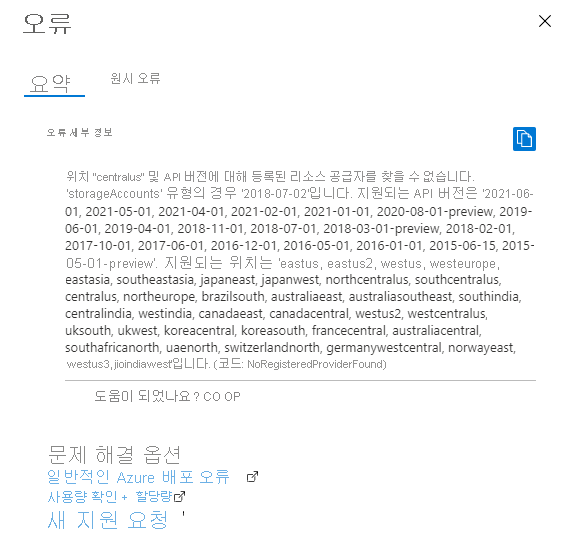 오류
요약
원시 오류
오류 세부 정보
위치 "centralus" 및 API 버전에 대해 등록된 리소스 공급자를 찾을 수 없습니다.
'storageAccounts' 유형의 경우 '2018-07-02'입니다. 지원되는 API 버전은 '2021-06-
01, 2021-05-01, 2021-04-01, 2021-02-01, 2021-01-01, 2020-08-01-preview, 2019-
06-01, 2019-04-01, 2018-11-01, 2018-07-01, 2018-03-01-preview, 2018-02-01,
2017-10-01, 2017-06-01, 2016-12-01, 2016-05-01, 2016-01-01, 2015-06-15, 2015-
05-01-preview'. 지원되는 위치는 'eastus, eastus2, westus, westeurope,
eastasia, southeastasia, japaneast, japanwest, northcentralus, southcentralus,
centralus, northeurope, brazilsouth, australiaeast, australiasoutheast, southindia,
centralindia, westindia, canadaeast, canadacentral, westus2, westcentralus,
uksouth, ukwest, koreacentral, koreasouth, francecentral, australiacentral,
southafricanorth, uaenorth, switzerlandnorth, germanywestcentral, norwayeast,
westus3,jioindiawest'입니다. (코드: NoRegisteredProviderFound)
도움이 되었나요? CO OP
문제 해결 옵션
일반적인 Azure 배포 오류
사용량 확인 + 할당량
새 지원 요청 '